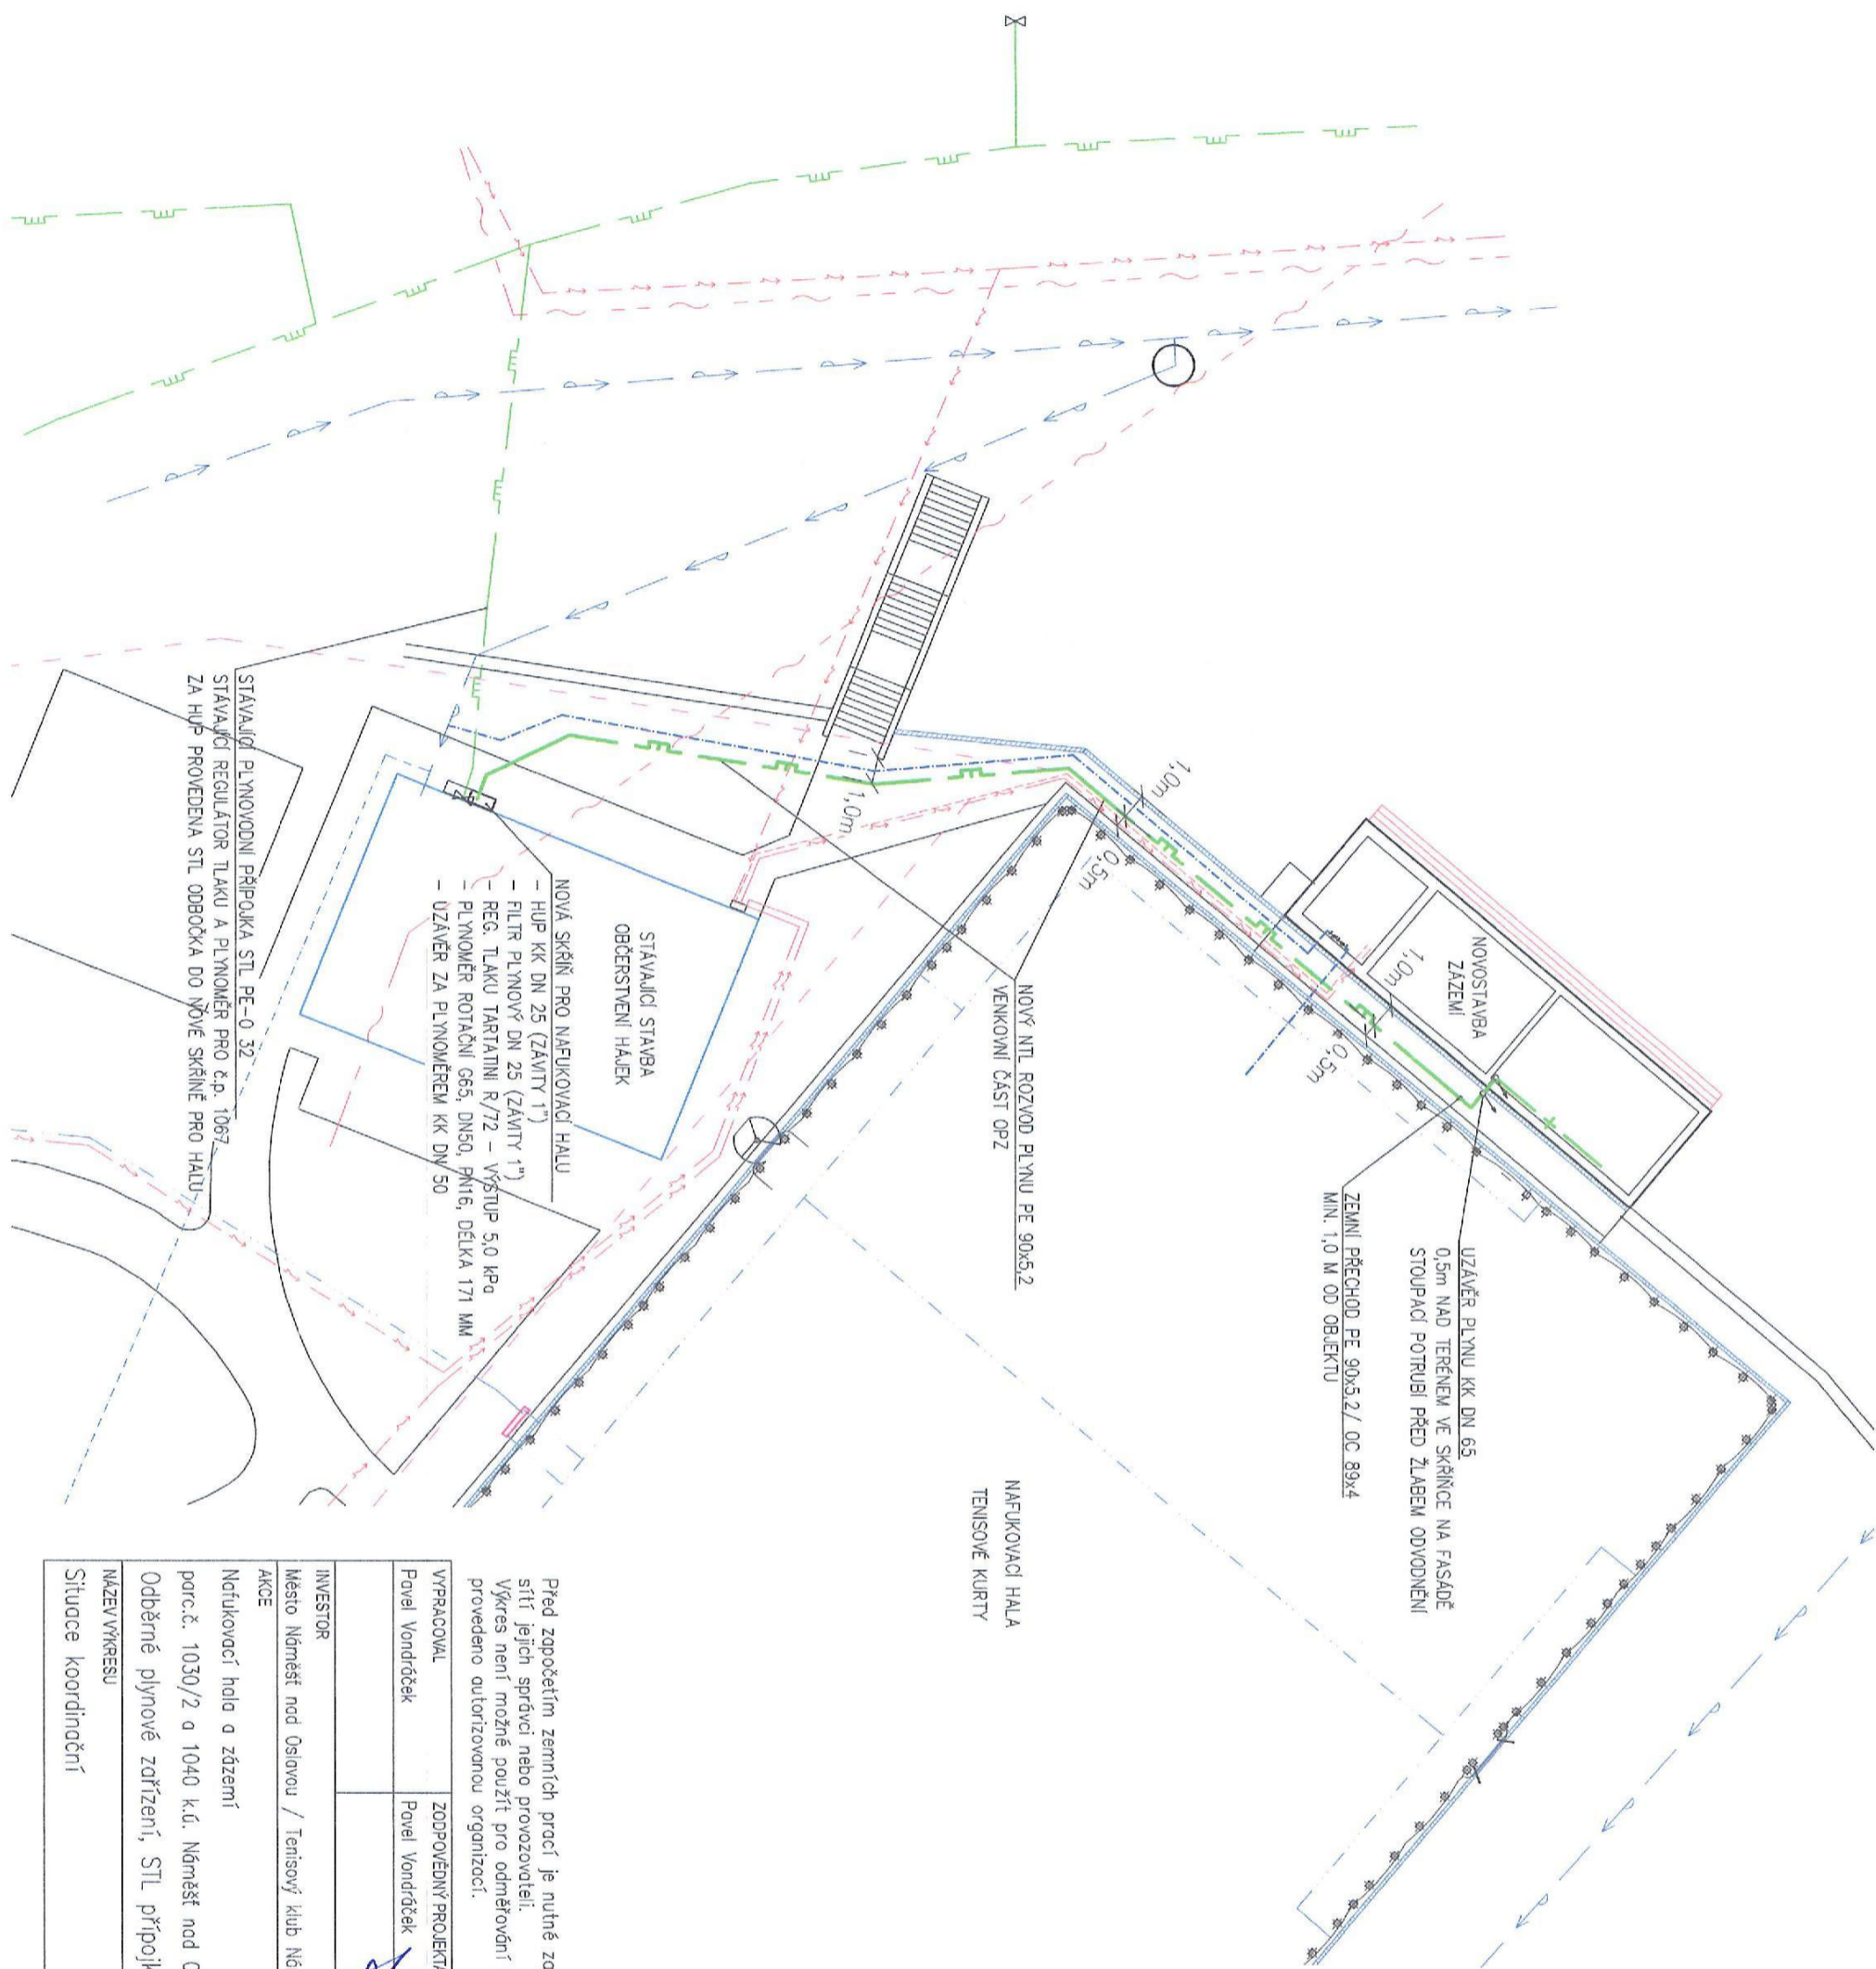 STÁVAJÍCÍ PLYNOVODNÍ PŘÍPOJKA STL PE-O 32
STÁVAJÍCÍ REGULÁTOR TLAKU A PLYNOMĚR PRO č.p. 1067
ZA HUP PROVEDENA STL ODBOČKA DO NOVÉ SKŘÍNĚ PRO HALU
STÁVAJÍCÍ STAVBA
OBČERSTVENÍ HÁJEK
NOVÁ SKŘÍŇ PRO NAFUKOVACÍ HALU
- HUP KK DN 25 (ZÁVITY 1")
- FILTR PLYNOVÝ DN 25 (ZÁVITY 1")
- REG. TLAKU TARTATINI R/72 - VÝSTUP 5,0 kPa
- PLYNOMĚR ROTAČNÍ G65, DN50, PN16, DÉLKA 171 MM
- UZÁVĚR ZA PLYNOMĚREM KK DN 50
1,0m
1,0m
0,5m
1,0m
0,5m
NOVOSTAVBA
ZÁZEMÍ
NOVÝ NTL ROZVOD PLYNU PE 90x5,2
VENKOVNÍ ČÁST OPZ
UZÁVĚR PLYNU KK DN 65
0,5m NAD TERÉNEM VE SKŘÍŇCE NA FASÁDĚ
STOUPACÍ POTRUBÍ PŘED ŽLABEM ODVODNĚNÍ
ZEMNÍ PŘECHOD PE 90x5,2/ OC 89x4
MIN. 1,0 M OD OBJEKTU
NAFUKOVACÍ HALA
TENISOVÉ KURTY
Před započetím zemních prací je nutné za
sítí jejich správci nebo provozovateli.
Výkres není možné použít pro odměřování
provedeno autorizovanou organizací.
VYPRACOVAL
ZODPOVĚDNÝ PROJEKTA
Pavel Vondráček
Pavel Vondráček
INVESTOR
Město Náměšť nad Oslavou / Tenisový klub Ná
AKCE
Nafukovací hala a zázemí
parc.č. 1030/2 a 1040 k.ú. Náměšť nad O
Odběrné plynové zařízení, STL přípojk
NÁZEV VÝKRESU
Situace koordinační